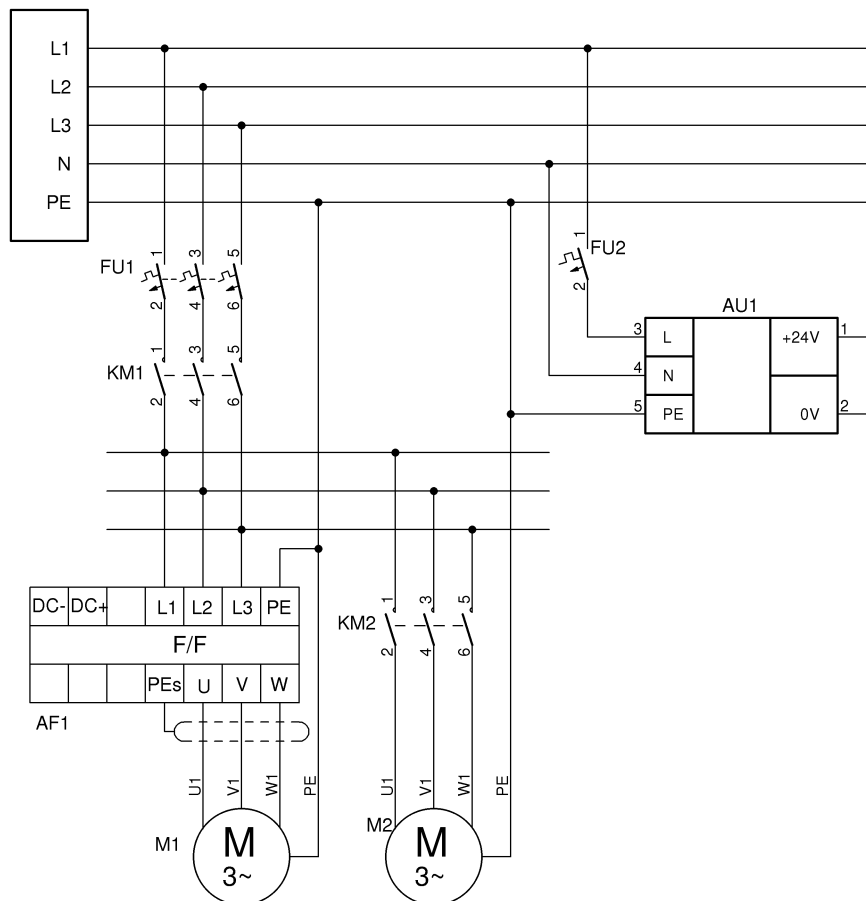 L1
L2
L3
N
PE
1 3 5
FU1
2 4 6
1
FU2
2
AU1
3 L +24V 1
4 N
5 PE 0V 2
1 3 5
KM1
2 4 6
DC- DC+ L1 L2 L3 PE
F/F
PEs U V W
AF1
1 3 5
KM2
2 4 6
U1 V1 W1 PE
U1 V1 W1 PE
M1
M
3~
M2
M
3~